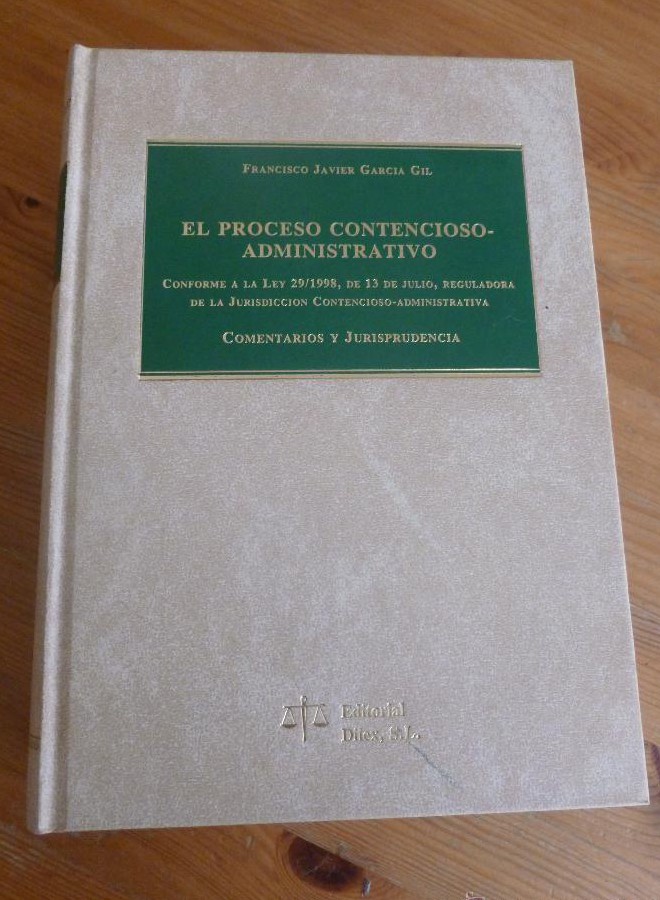 FRANCISCO JAVIER GARCIA GIL
EL PROCESO CONTENCIOSO-
ADMINISTRATIVO
CONFORME A LA LEY 29/1998, DE 13 DE JULIO, REGULADORA
DE LA JURISDICCION CONTENCIOSO-ADMINISTRATIVA
COMENTARIOS Y JURISPRUDENCIA
Editorial
Dilex, S.L.